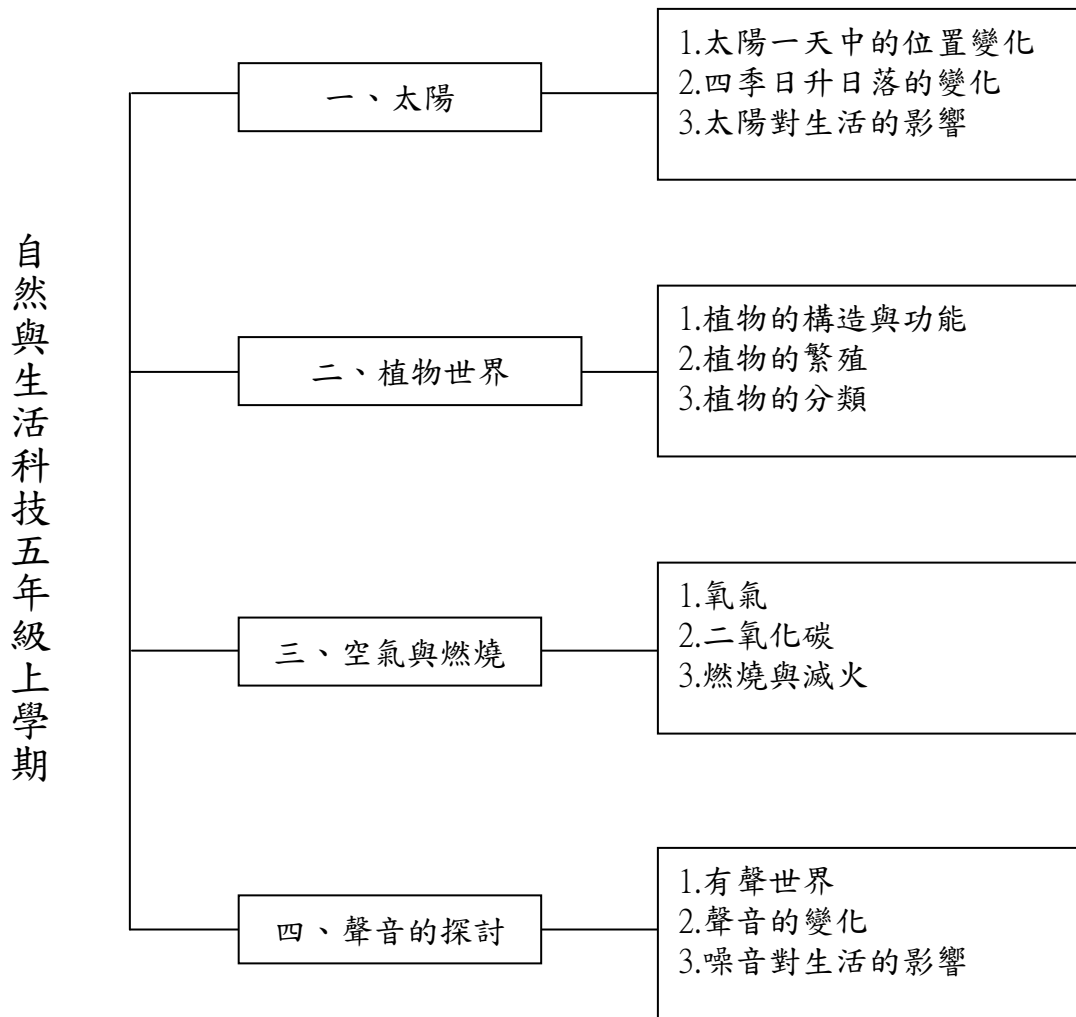 自然與生活科技五年級上學期
一、太陽
1.太陽一天中的位置變化
2.四季日升日落的變化
3.太陽對生活的影響
二、植物世界
1.植物的構造與功能
2.植物的繁殖
3.植物的分類
三、空氣與燃燒
1.氧氣
2.二氧化碳
3.燃燒與滅火
四、聲音的探討
1.有聲世界
2.聲音的變化
3.噪音對生活的影響